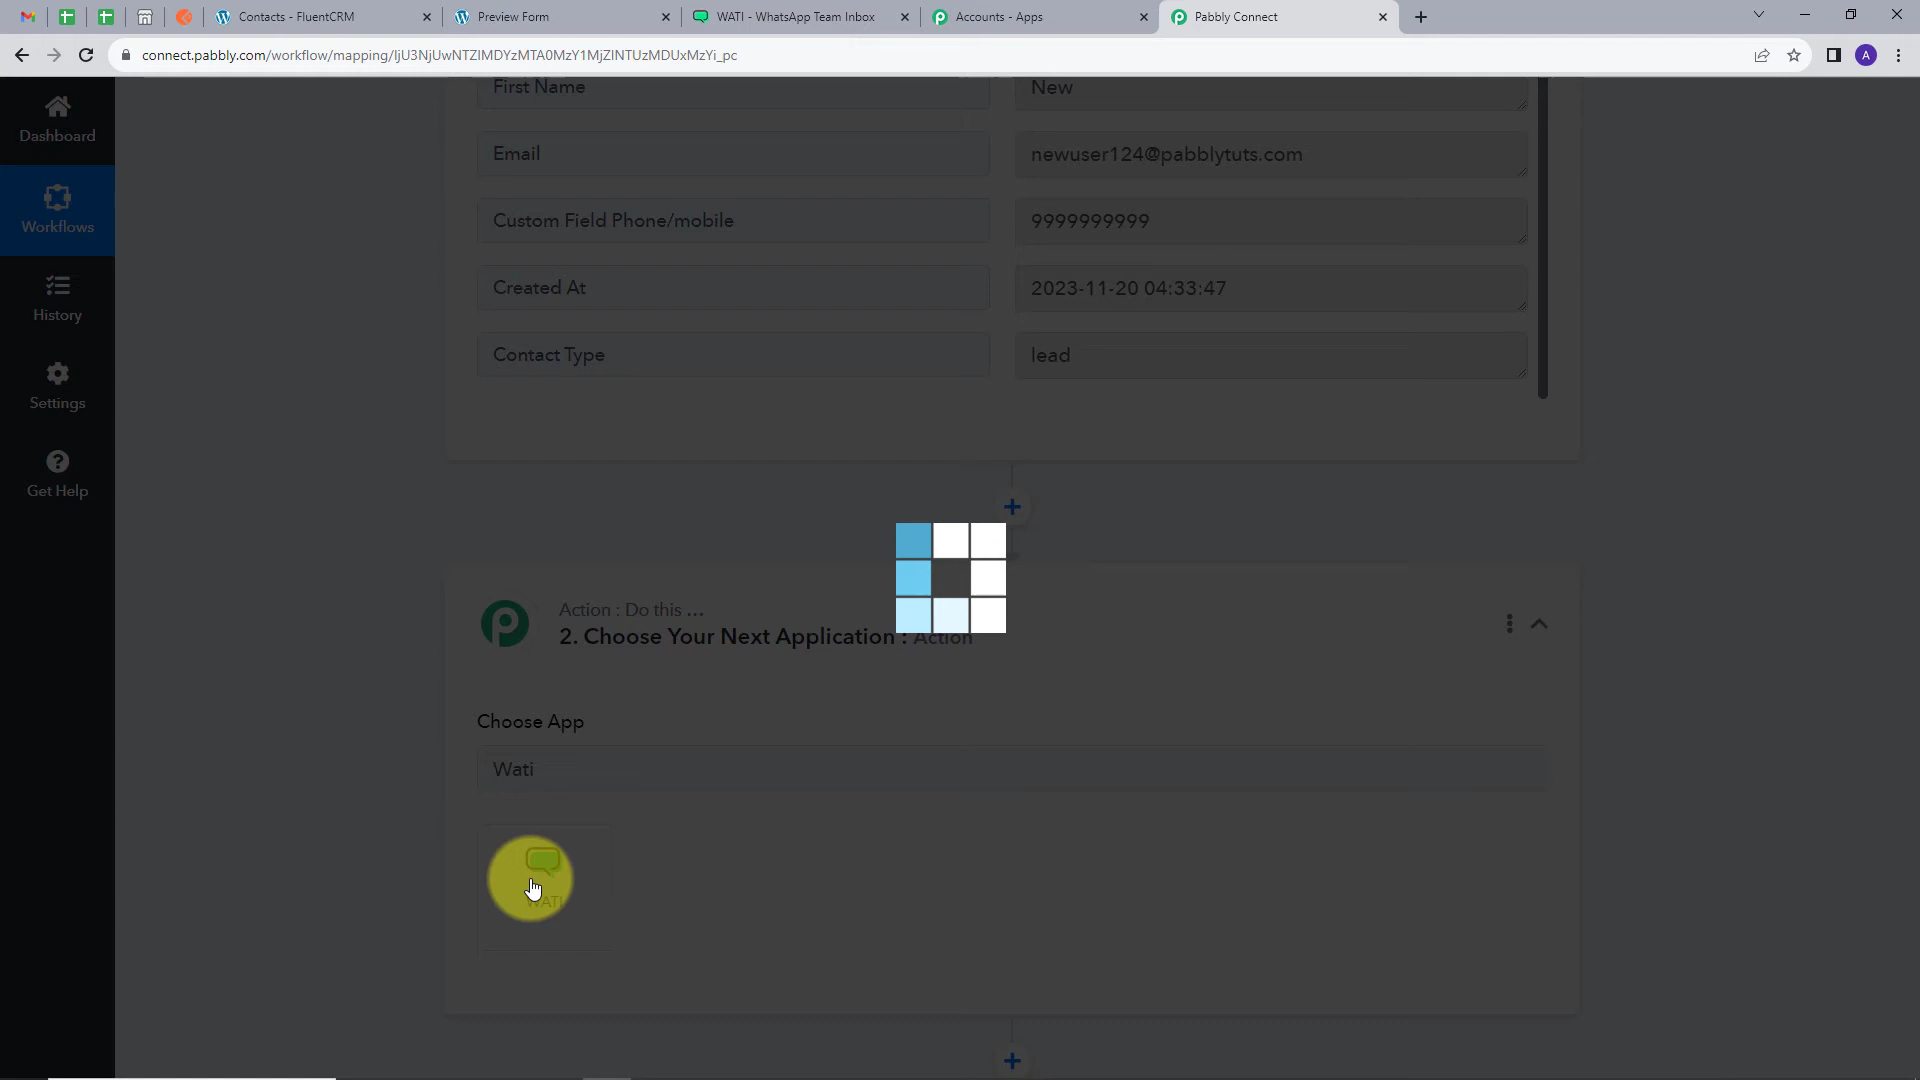 Contacts - FluentCRM
Preview Form
WATI - WhatsApp Team Inbox
Accounts - Apps
Pabbly Connect
connect.pabbly.com/workflow/mapping/IjU3NjUwNTZlMDYzMTA0MzY1MjZlNTUzMDUxMzYi_pc
A
Dashboard
Workflows
History
Settings
Get Help
First Name
New
Email
newuser124@pabblytuts.com
Custom Field Phone/mobile
9999999999
Created At
2023-11-20 04:33:47
Contact Type
lead
Action : Do this ...
2. Choose Your Next Application : Action
Choose App
Wati
WATI